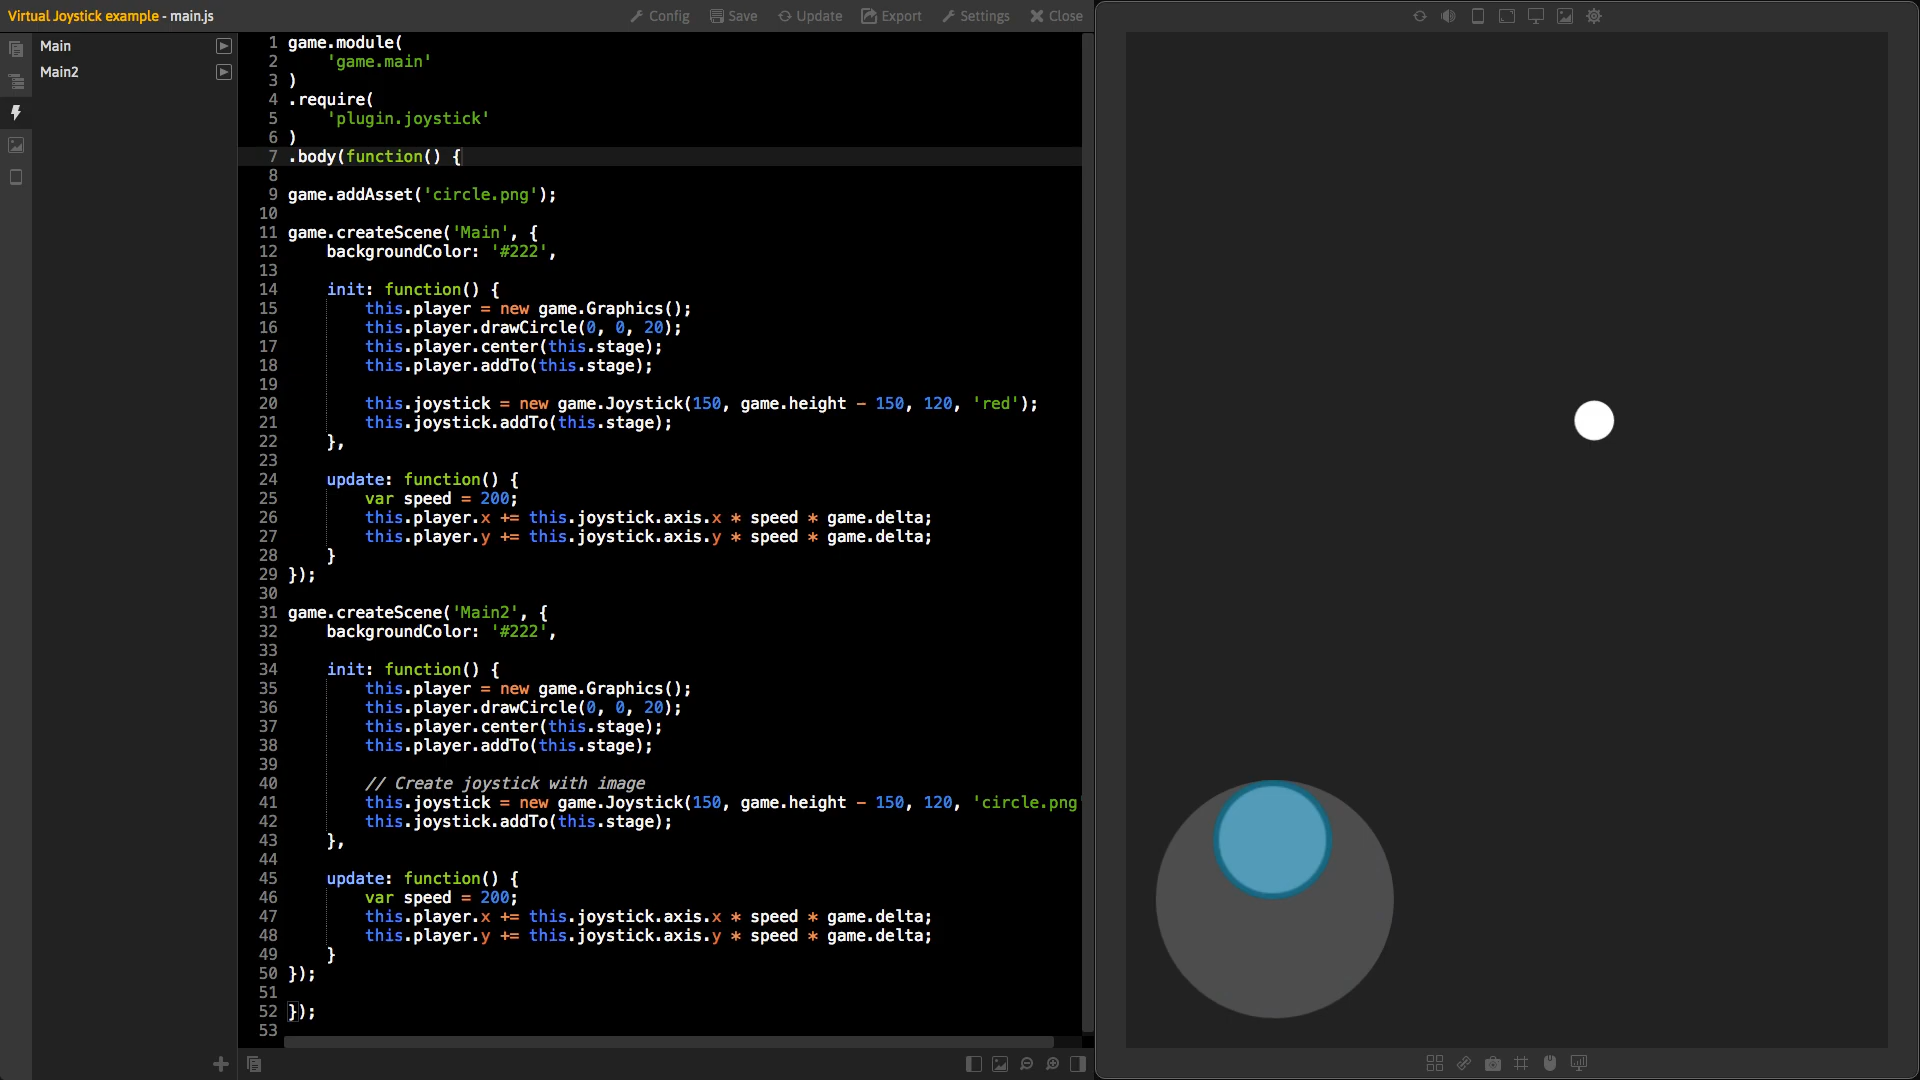 Virtual Joystick example - main.js
Config Save Update Export Settings Close
Main
Main2
1 game.module(
2     'game.main'
3 )
4 .require(
5     'plugin.joystick'
6 )
7 .body(function() {
8
9 game.addAsset('circle.png');
10
11 game.createScene('Main', {
12     backgroundColor: '#222',
13
14     init: function() {
15         this.player = new game.Graphics();
16         this.player.drawCircle(0, 0, 20);
17         this.player.center(this.stage);
18         this.player.addTo(this.stage);
19
20         this.joystick = new game.Joystick(150, game.height - 150, 120, 'red');
21         this.joystick.addTo(this.stage);
22     },
23
24     update: function() {
25         var speed = 200;
26         this.player.x += this.joystick.axis.x * speed * game.delta;
27         this.player.y += this.joystick.axis.y * speed * game.delta;
28     }
29 });
30
31 game.createScene('Main2', {
32     backgroundColor: '#222',
33
34     init: function() {
35         this.player = new game.Graphics();
36         this.player.drawCircle(0, 0, 20);
37         this.player.center(this.stage);
38         this.player.addTo(this.stage);
39
40         // Create joystick with image
41         this.joystick = new game.Joystick(150, game.height - 150, 120, 'circle.png'
42         this.joystick.addTo(this.stage);
43     },
44
45     update: function() {
46         var speed = 200;
47         this.player.x += this.joystick.axis.x * speed * game.delta;
48         this.player.y += this.joystick.axis.y * speed * game.delta;
49     }
50 });
51
52 });
53